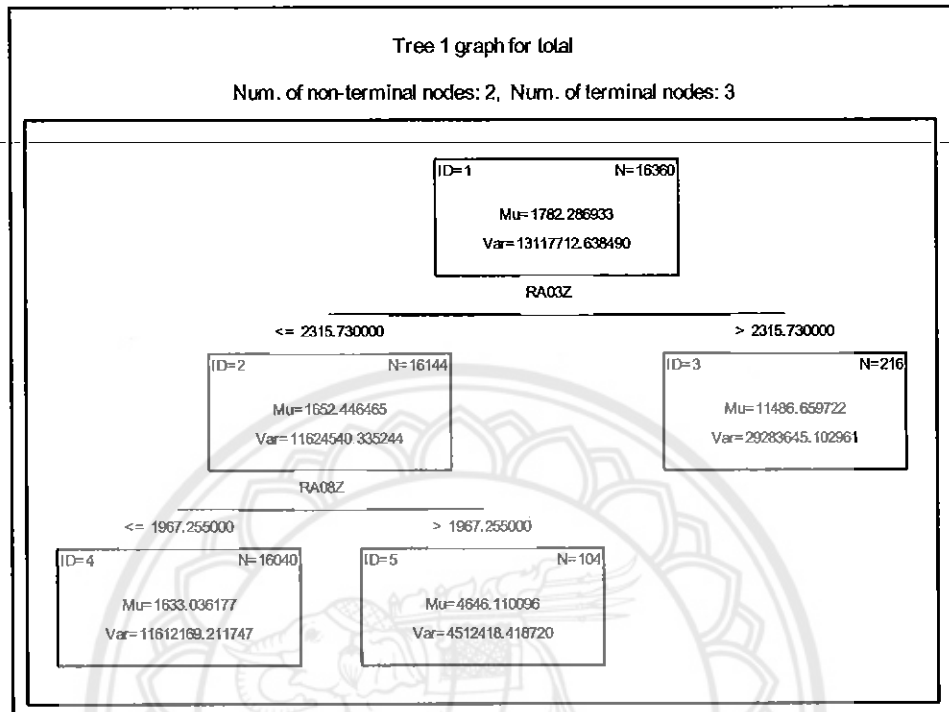 Tree 1 graph for total
Num. of non-terminal nodes: 2, Num. of terminal nodes: 3
ID=1 N=16360
Mu=1782.286933
Var=13117712.638490
RA03Z
<= 2315.730000 > 2315.730000
ID=2 N=16144 ID=3 N=216
Mu=1652.446465 Mu=11486.659722
Var=11624540.335244 Var=29283645.102961
RA08Z
<= 1967.255000 > 1967.255000
ID=4 N=16040 ID=5 N=104
Mu=1633.036177 Mu=4646.110096
Var=11612169.211747 Var=4512418.418720